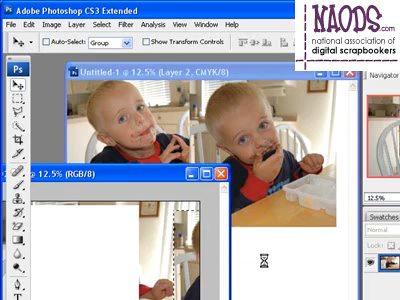 Adobe Photoshop CS3 Extended
File Edit Image Layer Select Filter Analysis View Window Help
Auto-Select: Group Show Transform Controls
NAODS.com
national association of
digital scrapbookers
Ps
Untitled-1 @ 12.5% (Layer 2, CMYK/8)
Navigator
@ 12.5% (RGB/8)
12.5%
Swatches
Normal
Lock:
T